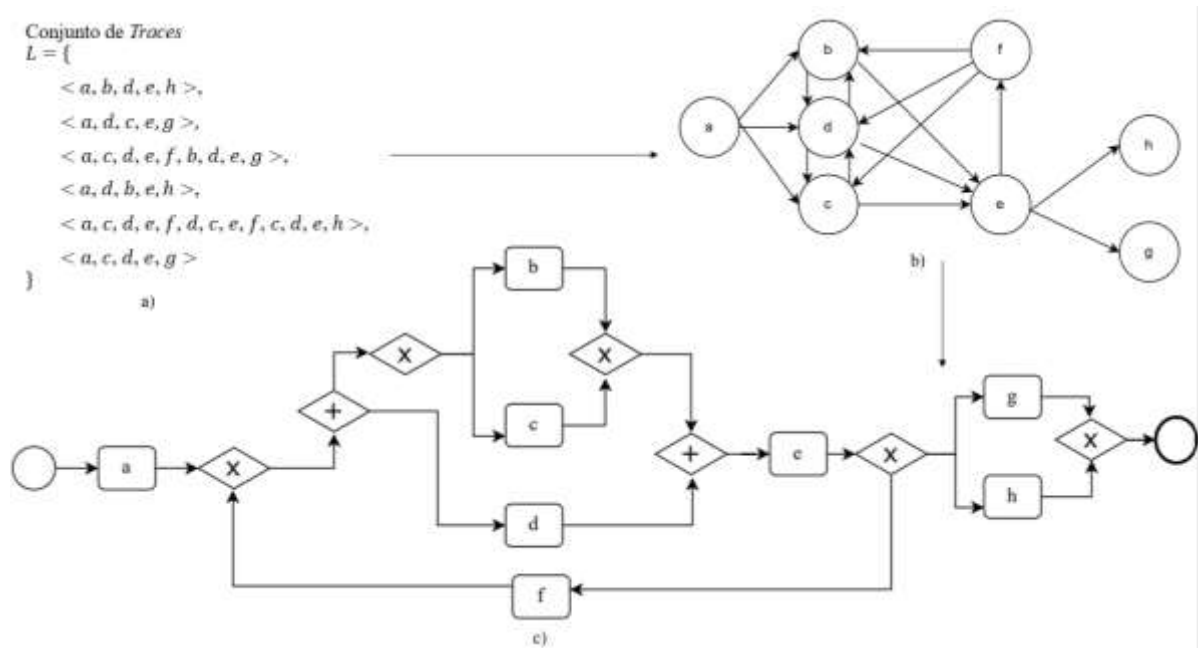 Conjunto de Traces
L = {
< a, b, d, e, h >,
< a, d, c, e, g >,
< a, c, d, e, f, b, d, e, g >,
< a, d, b, e, h >,
< a, c, d, e, f, d, c, e, f, c, d, e, h >,
< a, c, d, e, g >
}
a)
b
f
a
d
h
c
e
g
b)
b
X
X
c
+
g
a
X
+
e
X
X
h
d
f
c)